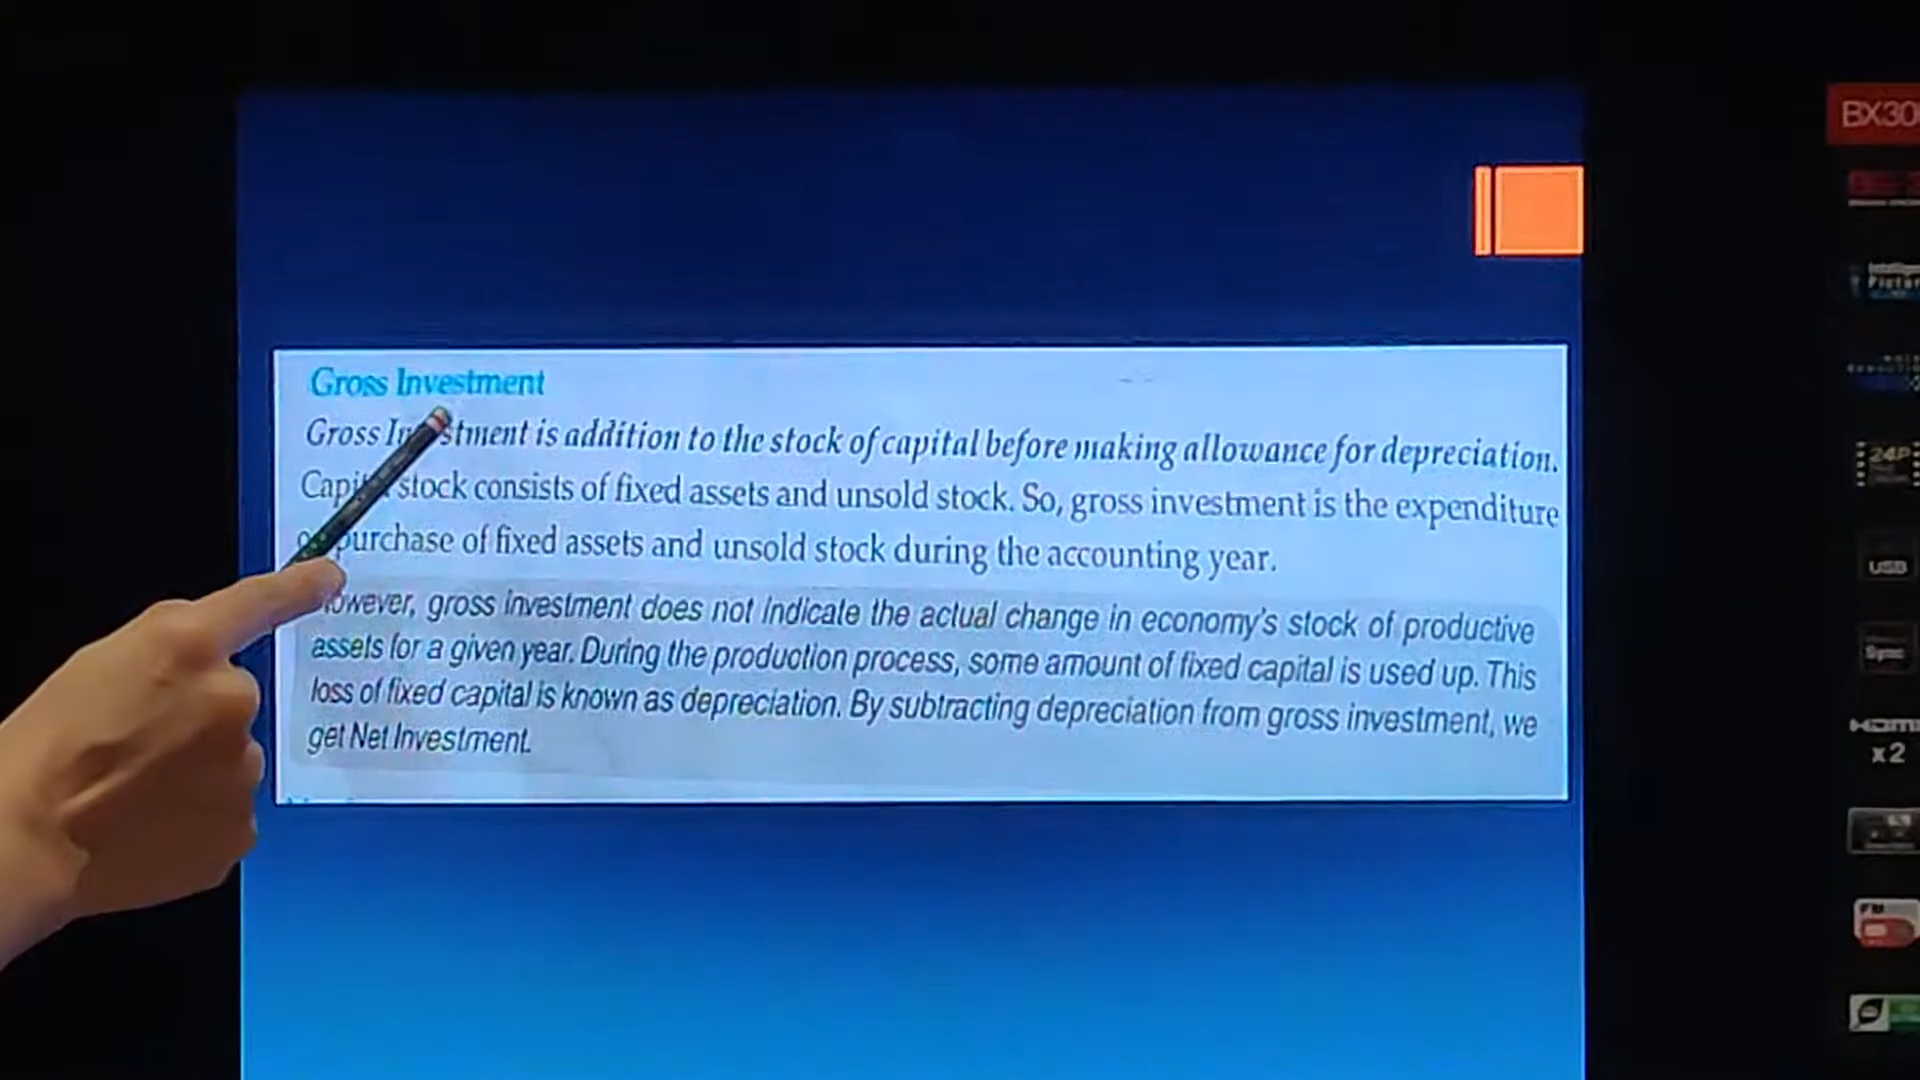 Gross Investment
Gross In stment is addition to the stock of capital before making allowance for depreciation.
Capi stock consists of fixed assets and unsold stock. So, gross investment is the expenditure
purchase of fixed assets and unsold stock during the accounting year.
However, gross investment does not indicate the actual change in economy's stock of productive
assets for a given year. During the production process, some amount of fixed capital is used up. This
loss of fixed capital is known as depreciation. By subtracting depreciation from gross investment, we
get Net Investment.
BX30
24P
USB
Sync
HDMI
x2